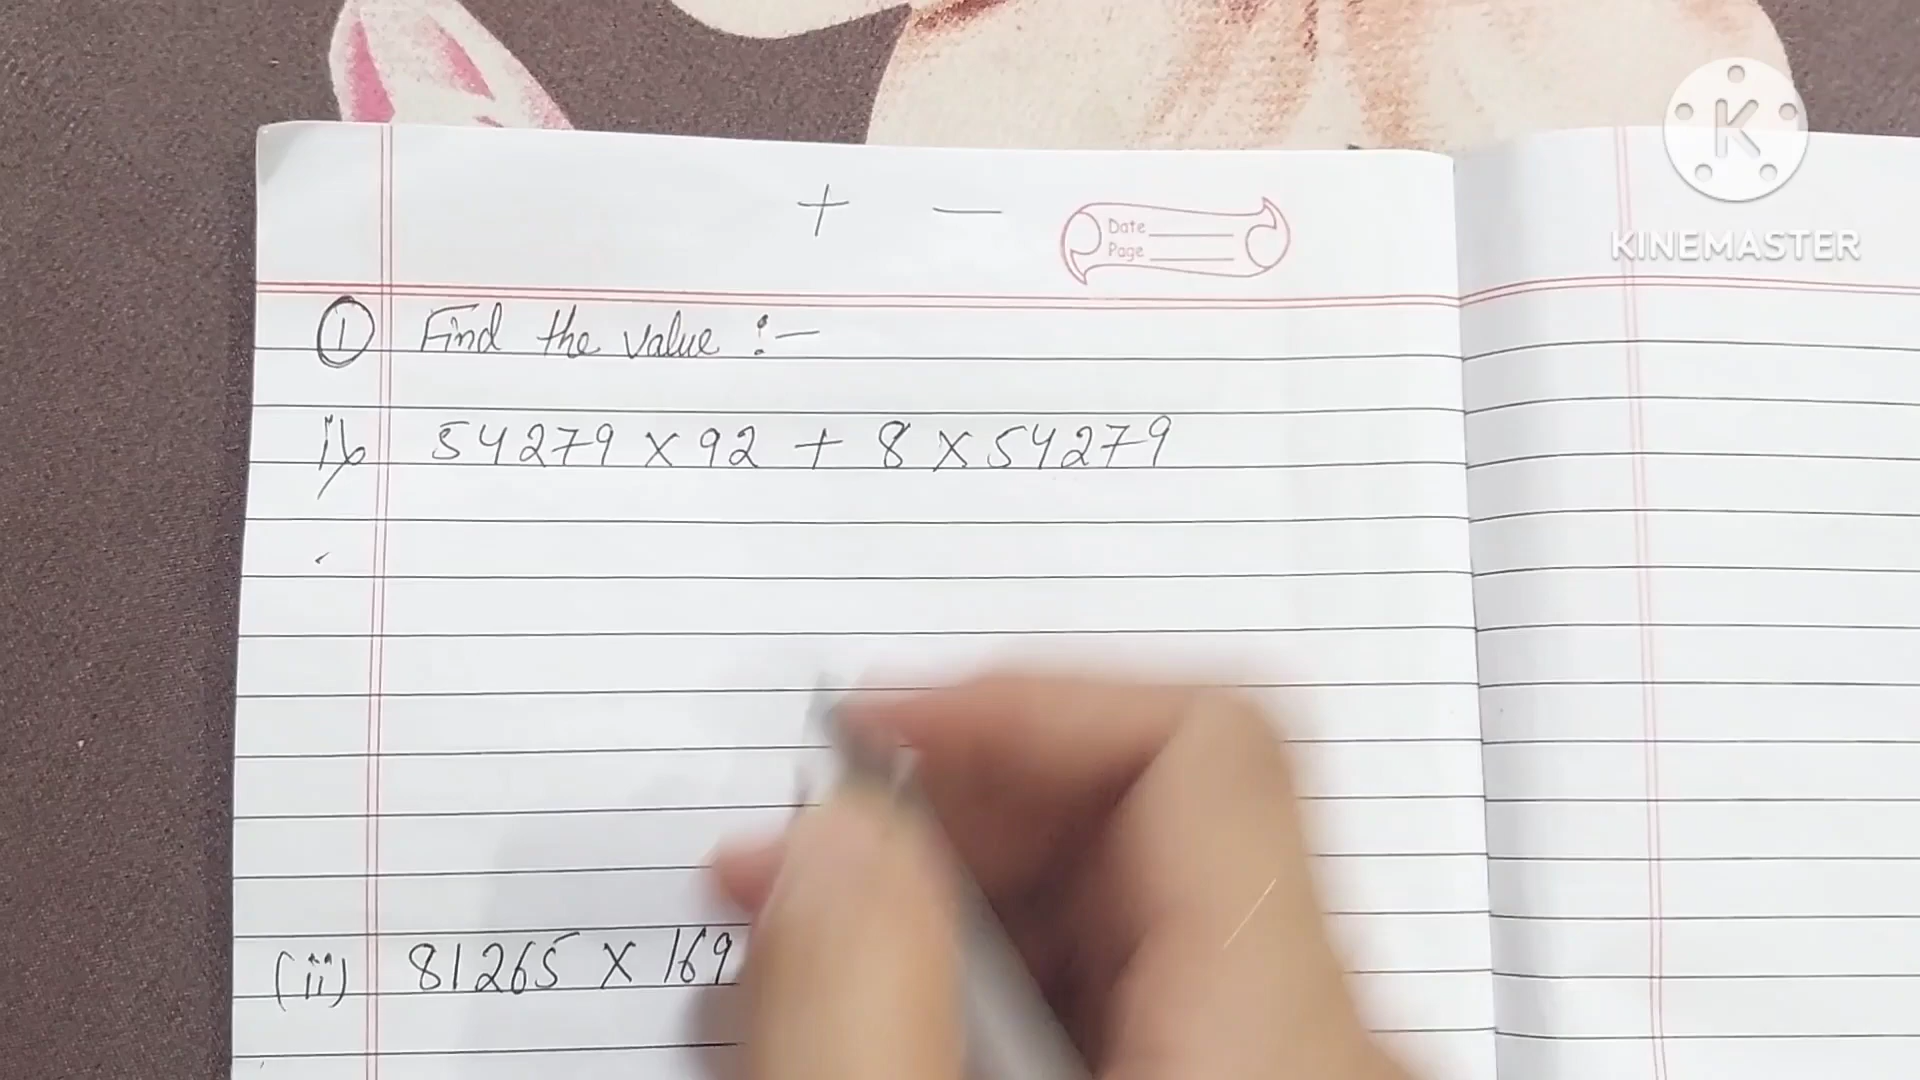 + −
Date
Page
KINEMASTER
① Find the value :−
i) 54279 × 92 + 8 × 54279
(ii) 81265 × 169